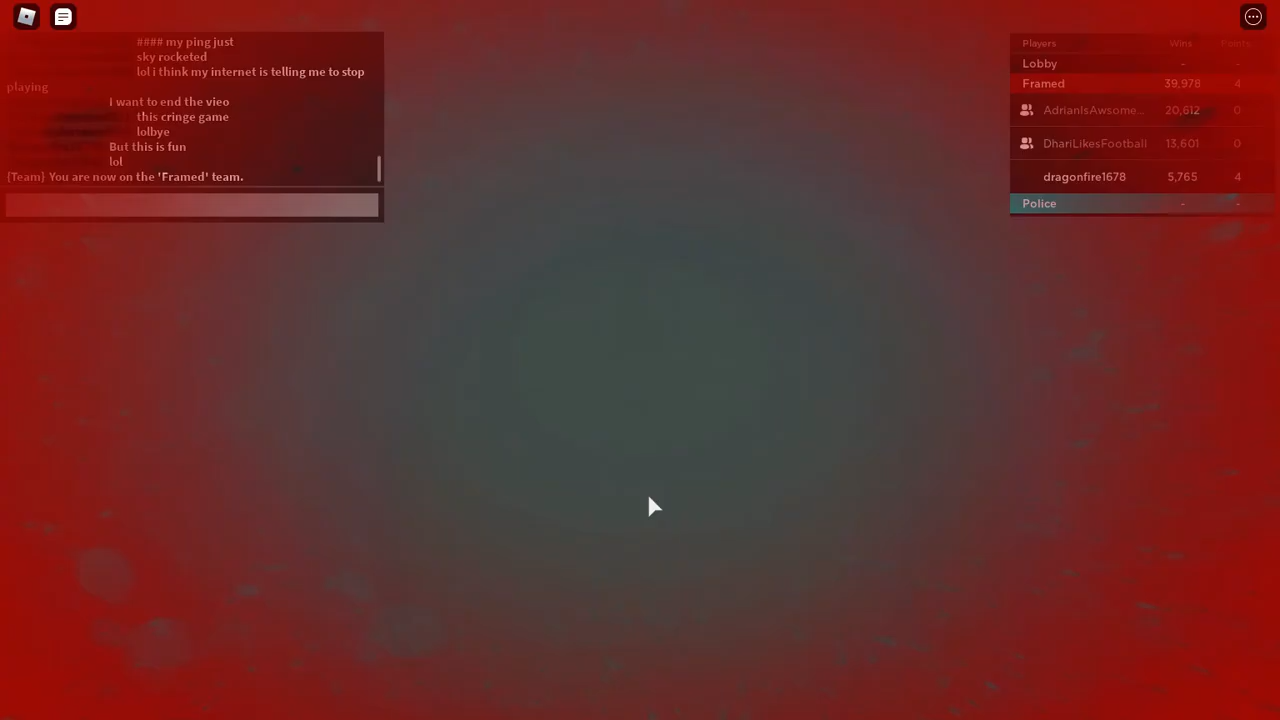 #### my ping just
sky rocketed
lol i think my internet is telling me to stop
playing
I want to end the vieo
this cringe game
lolbye
But this is fun
lol
{Team} You are now on the 'Framed' team.
Players Wins Points
Lobby - -
Framed 39,978 4
AdrianIsAwsome... 20,612 0
DhariLikesFootball 13,601 0
dragonfire1678 5,765 4
Police - -